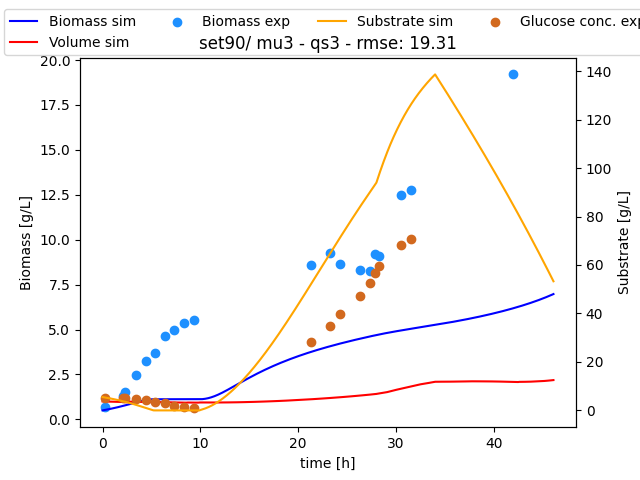 Biomass sim Biomass exp Substrate sim Glucose conc. exp
Volume sim
set90/ mu3 - qs3 - rmse: 19.31
20.0
17.5
15.0
12.5
10.0
7.5
5.0
2.5
0.0
Biomass [g/L]
140
120
100
80
60
40
20
0
Substrate [g/L]
0 10 20 30 40
time [h]